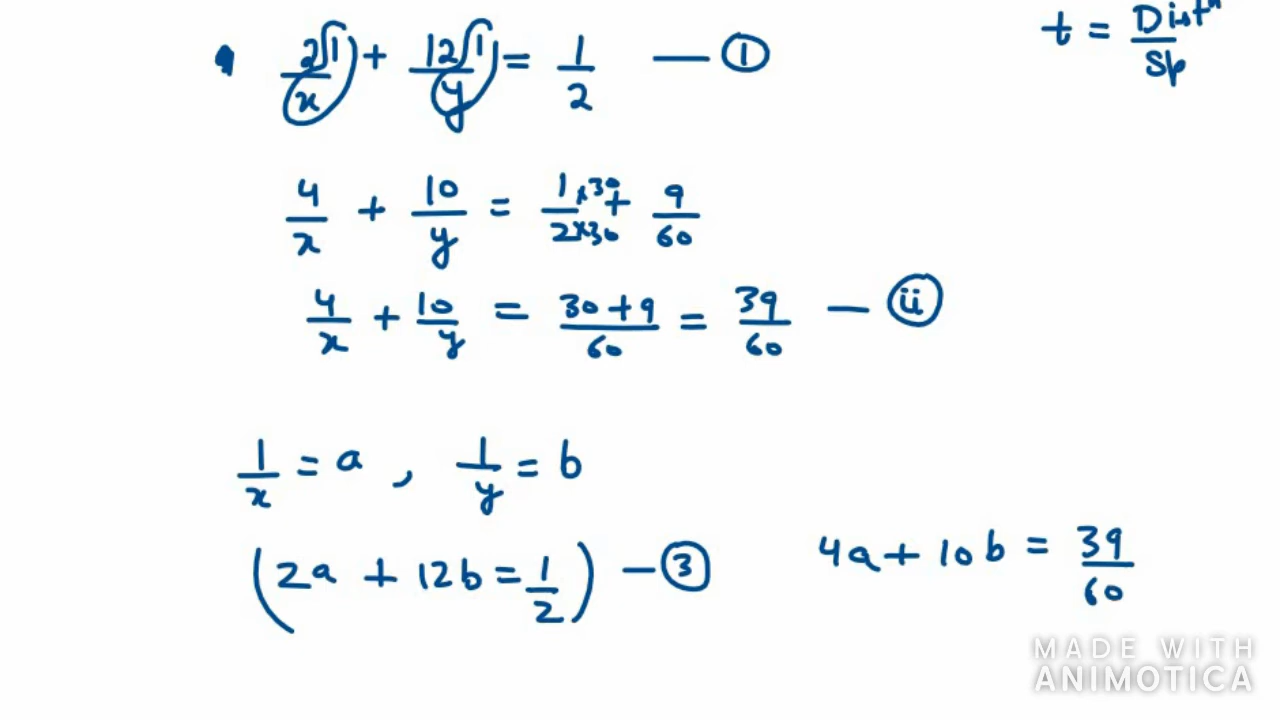 2/x + 12/y = 1/2 — ①
t = Distⁿ/Sp
4/x + 10/y = 1×30/2×30 + 9/60
4/x + 10/y = 30+9/60 = 39/60 — ⅱ
1/x = a , 1/y = b
(2a + 12b = 1/2) — ③
4a + 10b = 39/60
MADE WITH
ANIMOTICA